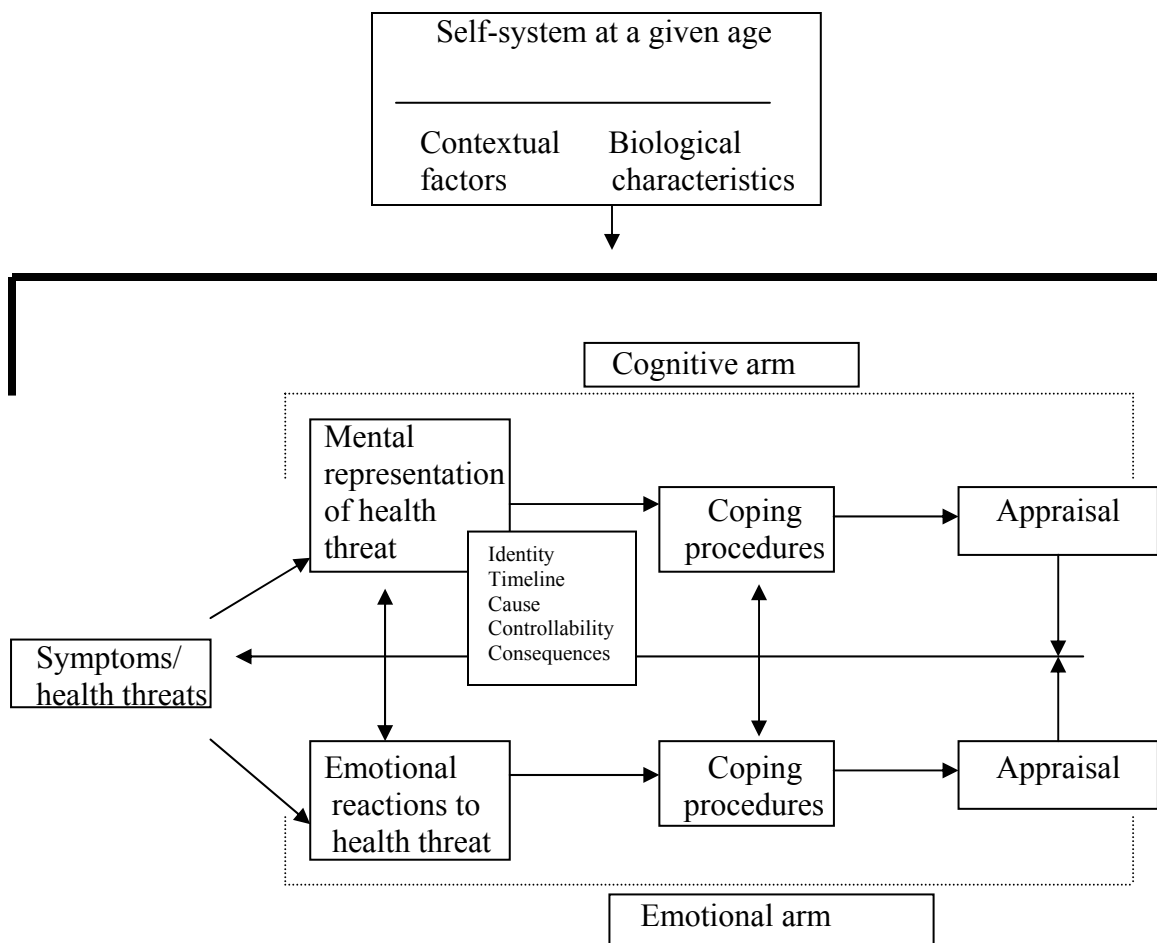 Self-system at a given age
Contextual Biological
factors characteristics
Cognitive arm
Mental
representation
of health
threat
Identity
Timeline
Cause
Controllability
Consequences
Coping
procedures
Appraisal
Symptoms/
health threats
Emotional
reactions to
health threat
Coping
procedures
Appraisal
Emotional arm